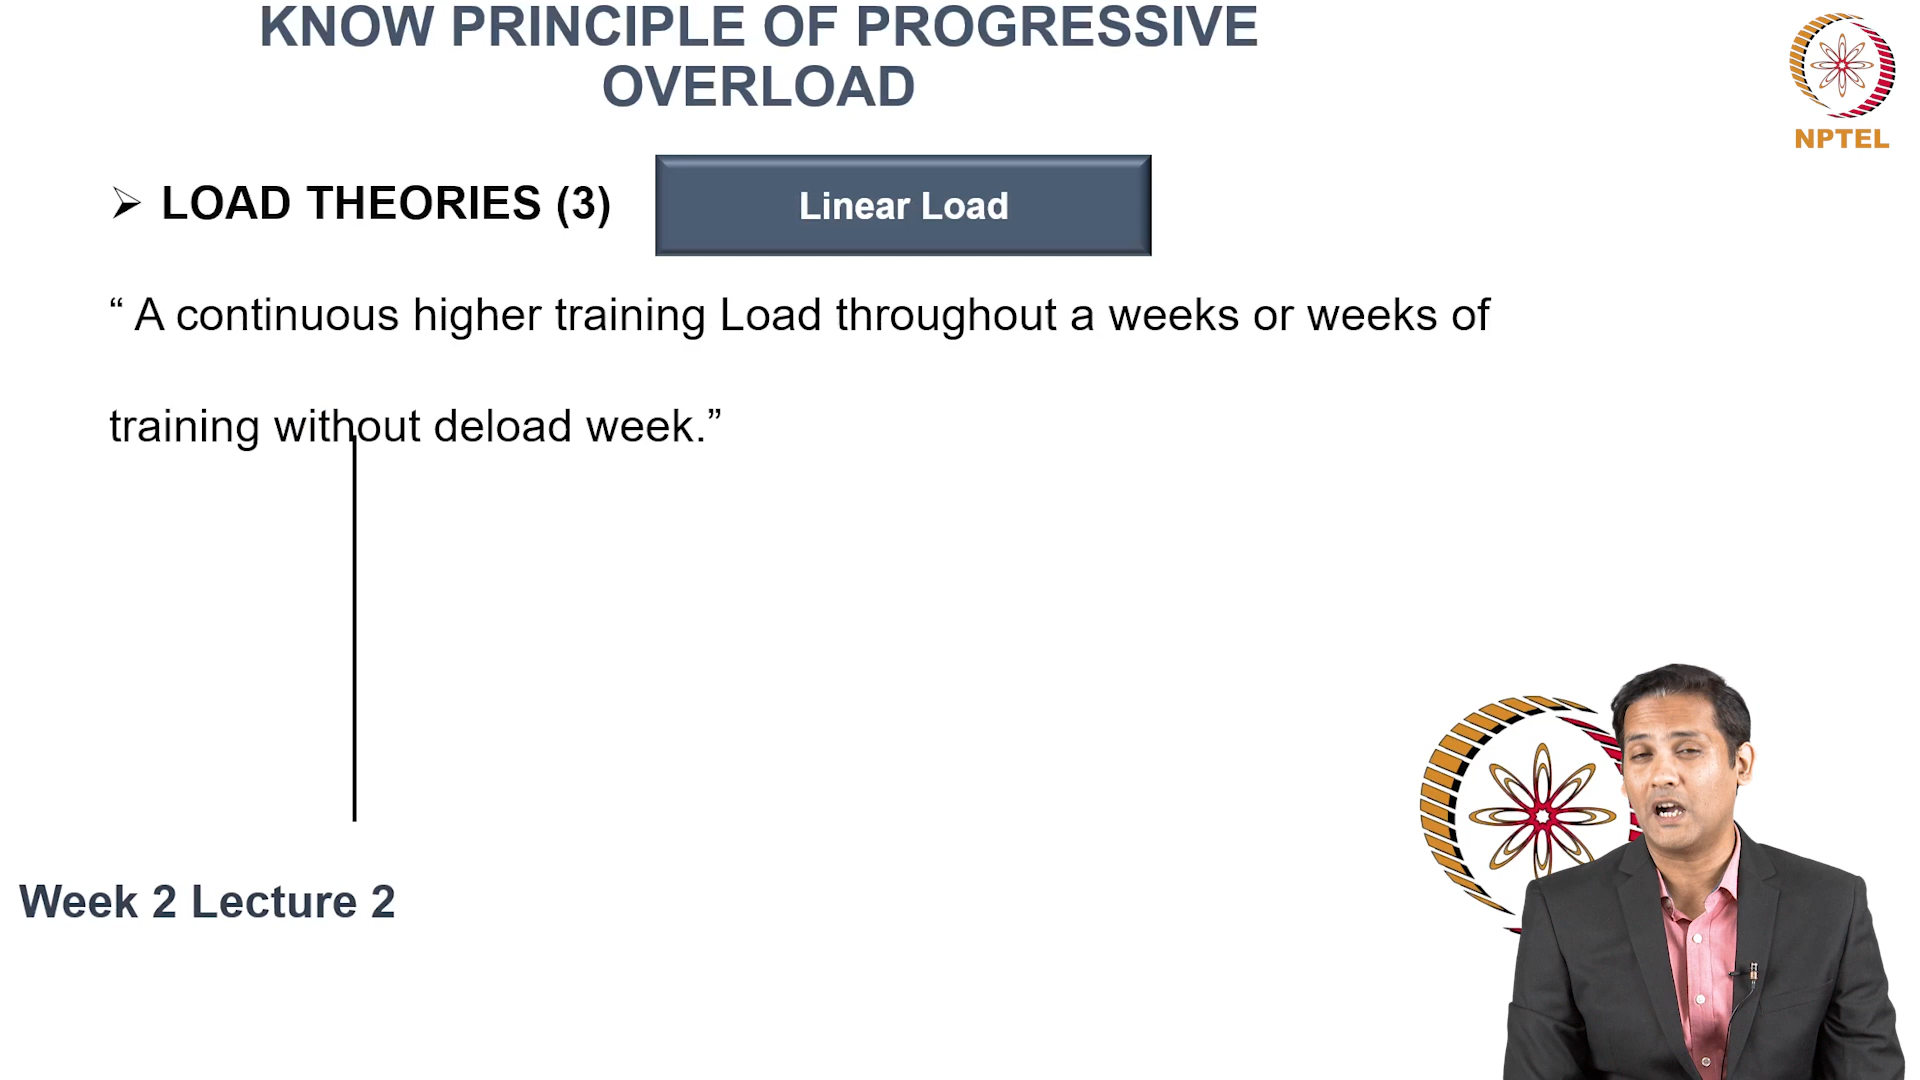 KNOW PRINCIPLE OF PROGRESSIVE
OVERLOAD
NPTEL
LOAD THEORIES (3)
Linear Load
“ A continuous higher training Load throughout a weeks or weeks of
training without deload week.”
Week 2 Lecture 2